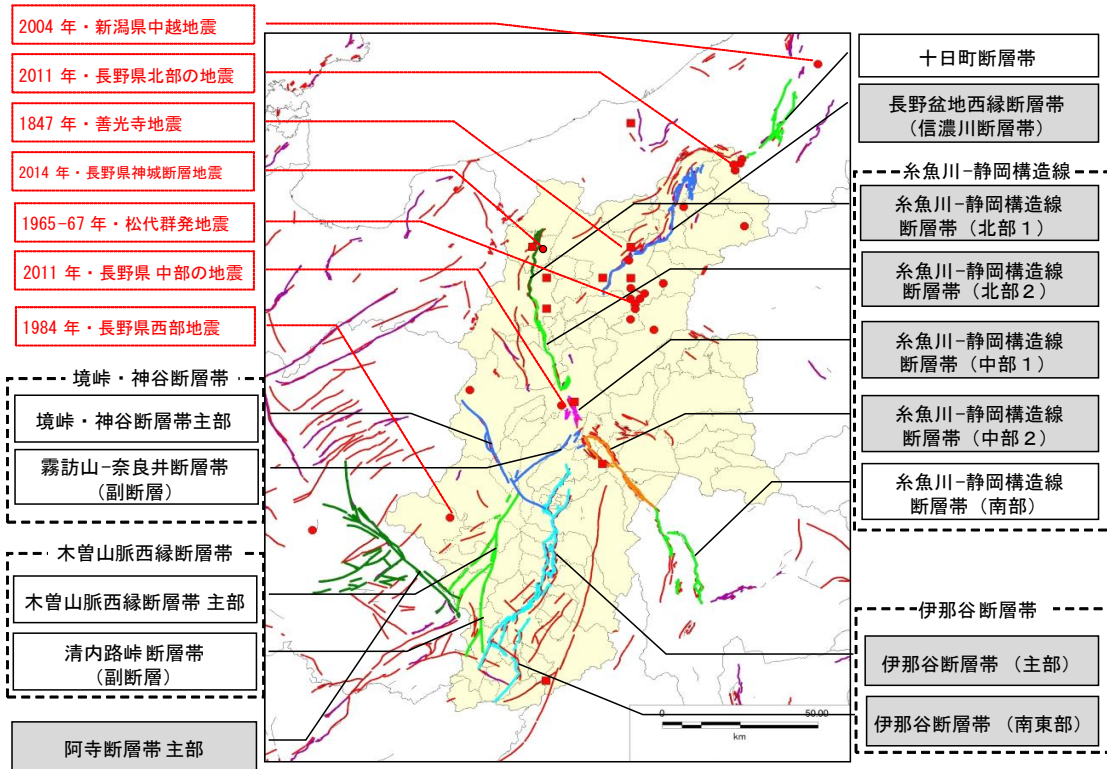 2004 年・新潟県中越地震
2011 年・長野県北部の地震
1847 年・善光寺地震
2014 年・長野県神城断層地震
1965-67 年・松代群発地震
2011 年・長野県 中部の地震
1984 年・長野県西部地震
境峠・神谷断層帯
境峠・神谷断層帯主部
霧訪山-奈良井断層帯
(副断層)
木曽山脈西縁断層帯
木曽山脈西縁断層帯 主部
清内路峠 断層帯
(副断層)
阿寺断層帯 主部
十日町断層帯
長野盆地西縁断層帯
(信濃川断層帯)
糸魚川-静岡構造線
糸魚川-静岡構造線
断層帯（北部１）
糸魚川-静岡構造線
断層帯（北部２）
糸魚川-静岡構造線
断層帯（中部１）
糸魚川-静岡構造線
断層帯（中部２）
糸魚川-静岡構造線
断層帯（南部）
伊那谷断層帯
伊那谷断層帯 （主部）
伊那谷断層帯 （南東部）
0 50.00
km